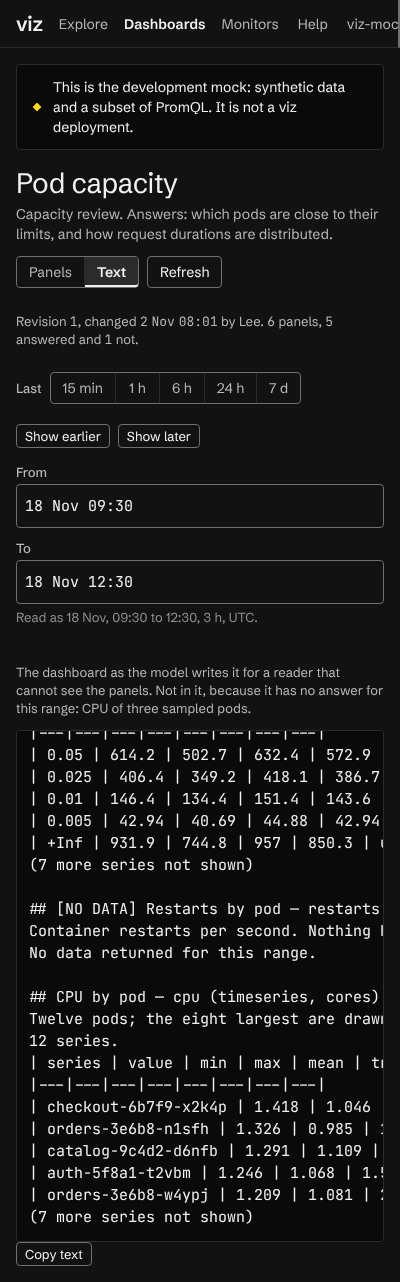 viz Explore Dashboards Monitors Help viz-moc
This is the development mock: synthetic data
and a subset of PromQL. It is not a viz
deployment.
Pod capacity
Capacity review. Answers: which pods are close to their
limits, and how request durations are distributed.
Panels Text Refresh
Revision 1, changed 2 Nov 08:01 by Lee. 6 panels, 5
answered and 1 not.
Last 15 min 1 h 6 h 24 h 7 d
Show earlier Show later
From
18 Nov 09:30
To
18 Nov 12:30
Read as 18 Nov, 09:30 to 12:30, 3 h, UTC.
The dashboard as the model writes it for a reader that
cannot see the panels. Not in it, because it has no answer for
this range: CPU of three sampled pods.
|---|---|---|---|---|---|---|
| 0.05 | 614.2 | 502.7 | 632.4 | 572.9
| 0.025 | 406.4 | 349.2 | 418.1 | 386.7
| 0.01 | 146.4 | 134.4 | 151.4 | 143.6
| 0.005 | 42.94 | 40.69 | 44.88 | 42.94
| +Inf | 931.9 | 744.8 | 957 | 850.3 |
(7 more series not shown)
## [NO DATA] Restarts by pod — restarts
Container restarts per second. Nothing
No data returned for this range.
## CPU by pod — cpu (timeseries, cores)
Twelve pods; the eight largest are drawn
12 series.
| series | value | min | max | mean | tr
|---|---|---|---|---|---|---|
| checkout-6b7f9-x2k4p | 1.418 | 1.046
| orders-3e6b8-n1sfh | 1.326 | 0.985 |
| catalog-9c4d2-d6nfb | 1.291 | 1.109 |
| auth-5f8a1-t2vbm | 1.246 | 1.068 | 1.5
| orders-3e6b8-w4ypj | 1.209 | 1.081 |
(7 more series not shown)
Copy text